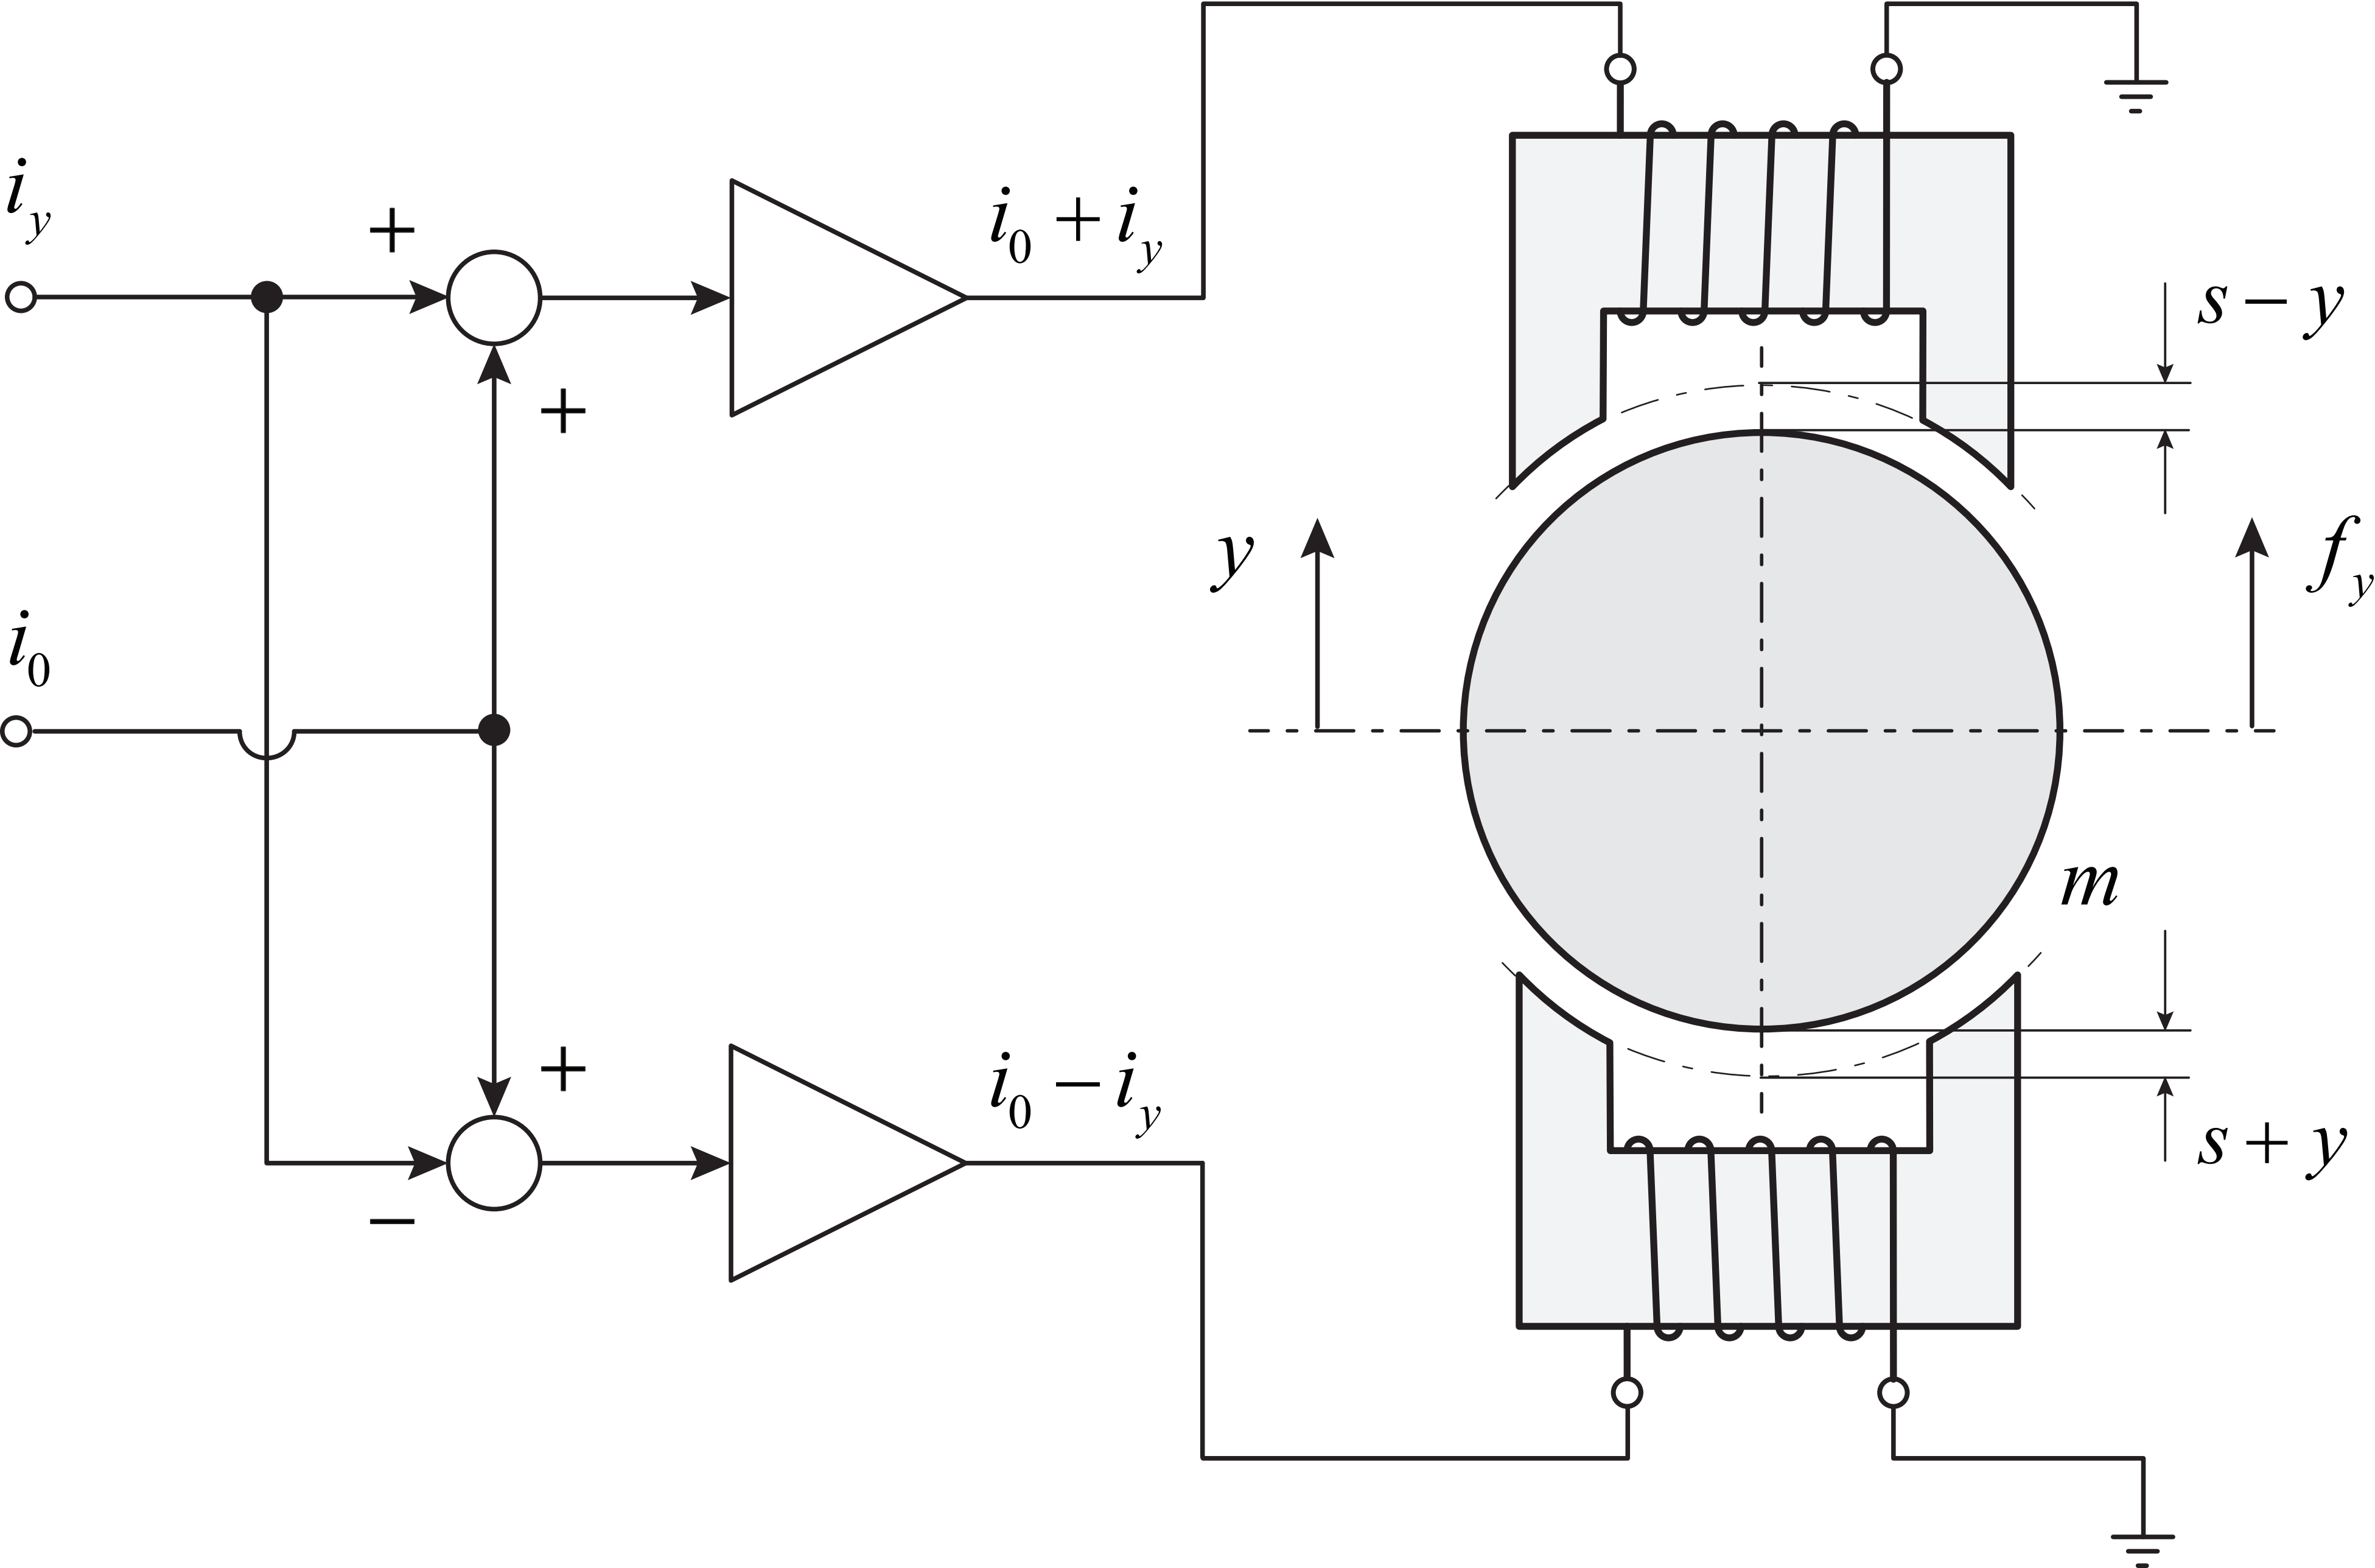 i_y
+
i_0 + i_y
s − y
+
y
f_y
i_0
m
+
i_0 − i_y
s + y
−